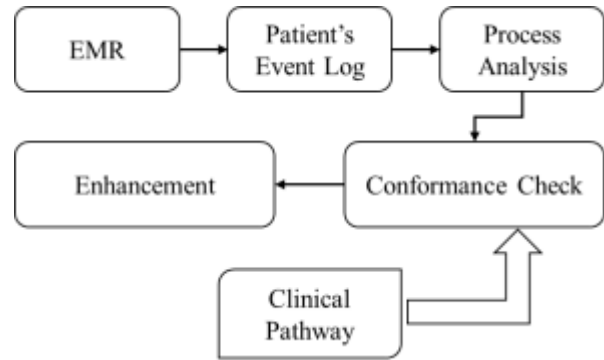 EMR
Patient's
Event Log
Process
Analysis
Enhancement
Conformance Check
Clinical
Pathway